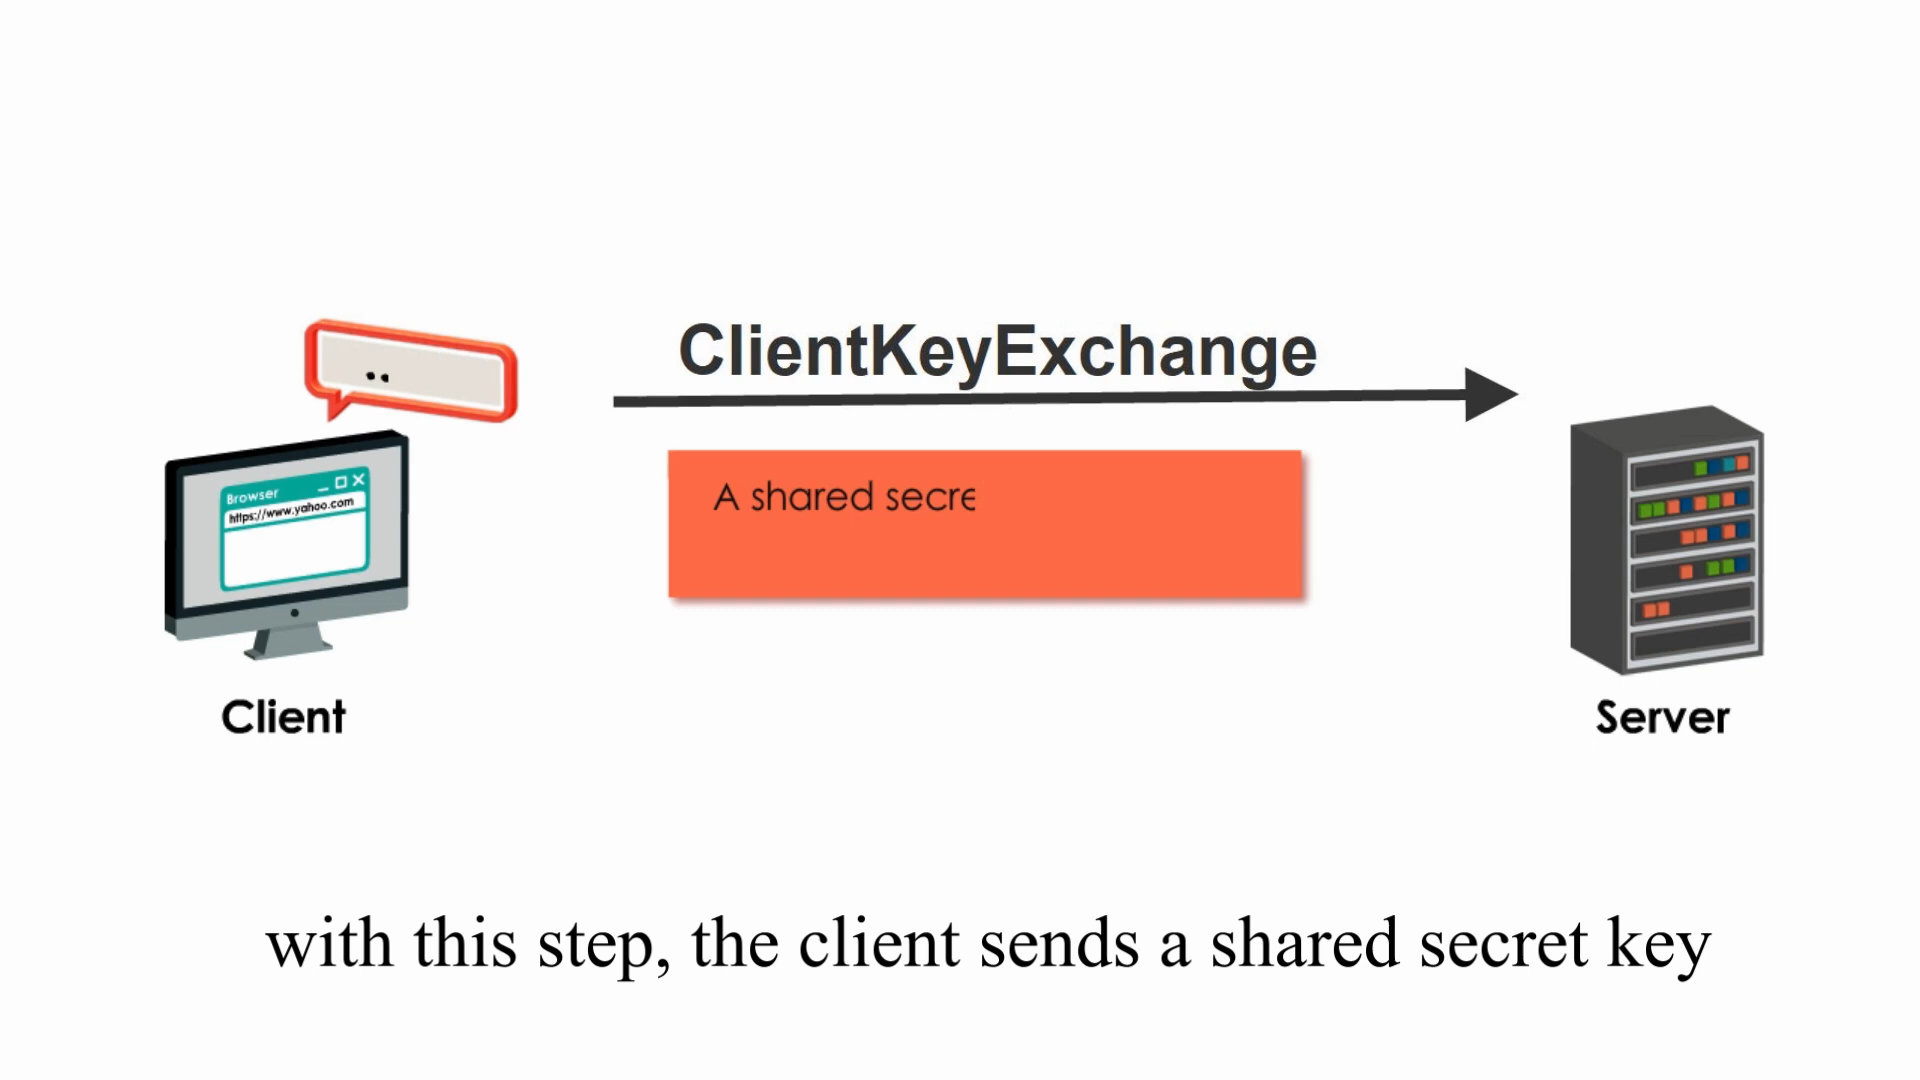 ClientKeyExchange
Browser
https://www.yahoo.com
A shared secre
Client
Server
with this step, the client sends a shared secret key